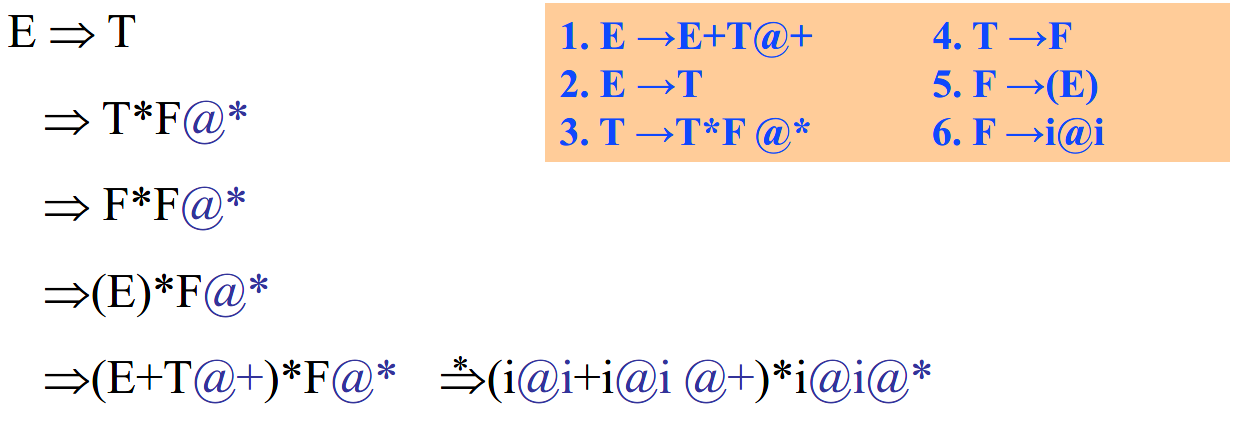 E ⇒ T
⇒ T*F@*
⇒ F*F@*
⇒(E)*F@*
⇒(E+T@+)*F@* *⇒(i@i+i@i @+)*i@i@*
1. E →E+T@+ 4. T →F
2. E →T 5. F →(E)
3. T →T*F @* 6. F →i@i